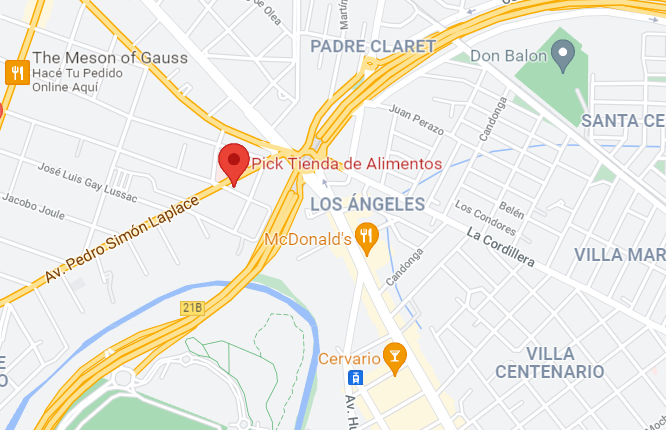 de Olea
Martín
PADRE CLARET
Don Balon
The Meson of Gauss
Hacé Tu Pedido
Online Aquí
Juan Perazo
Candonga
SANTA CE
Pick Tienda de Alimentos
José Luis Gay Lussac
Jacobo Joule
Av. Pedro Simón Laplace
LOS ÁNGELES
Belén
Los Condores
La Cordillera
McDonald's
VILLA MAR
Candonga
21B
Cervario
VILLA
CENTENARIO
Av. Hu
E
O